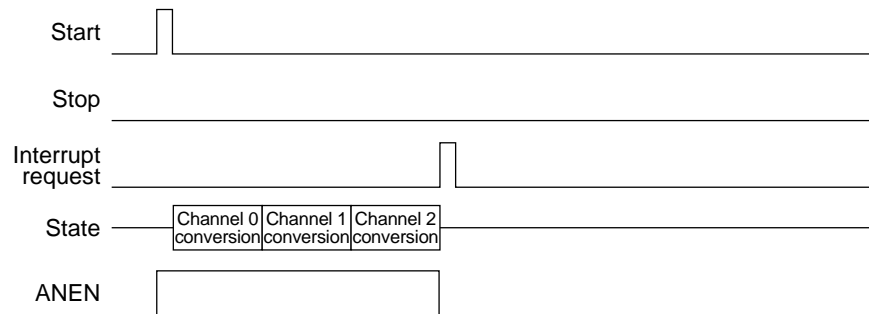 Start
Stop
Interrupt
request
State
Channel 0
conversion
Channel 1
conversion
Channel 2
conversion
ANEN